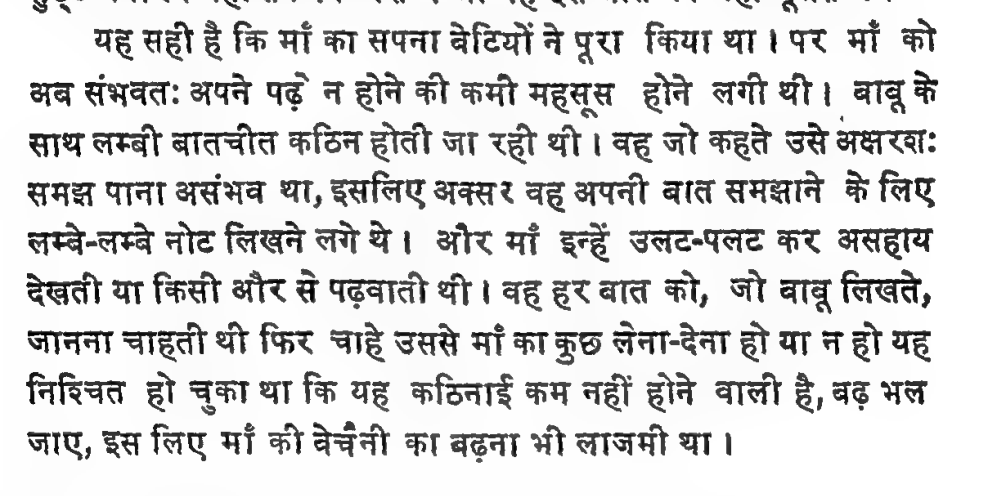 यह सही है कि माँ का सपना बेटियों ने पूरा किया था । पर माँ को
अब संभवतः अपने पढ़े न होने की कमी महसूस होने लगी थी । बाबू के
साथ लम्बी बातचीत कठिन होती जा रही थी । वह जो कहते उसे अक्षरशः
समझ पाना असंभव था, इसलिए अक्सर वह अपनी बात समझाने के लिए
लम्बे-लम्बे नोट लिखने लगे थे । और माँ इन्हें उलट-पलट कर असहाय
देखती या किसी और से पढ़वाती थी । वह हर बात को, जो बाबू लिखते,
जानना चाहती थी फिर चाहे उससे माँ का कुछ लेना-देना हो या न हो यह
निश्चित हो चुका था कि यह कठिनाई कम नहीं होने वाली है, बढ़ भल
जाए, इस लिए माँ की बेचैनी का बढ़ना भी लाजमी था ।